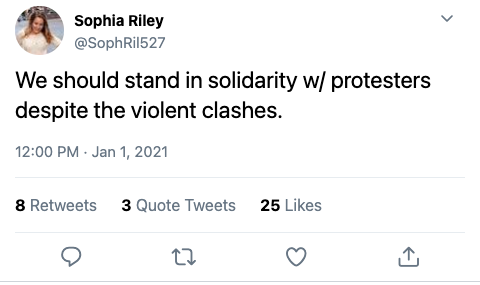 Sophia Riley
@SophRil527
We should stand in solidarity w/ protesters
despite the violent clashes.
12:00 PM · Jan 1, 2021
8 Retweets 3 Quote Tweets 25 Likes